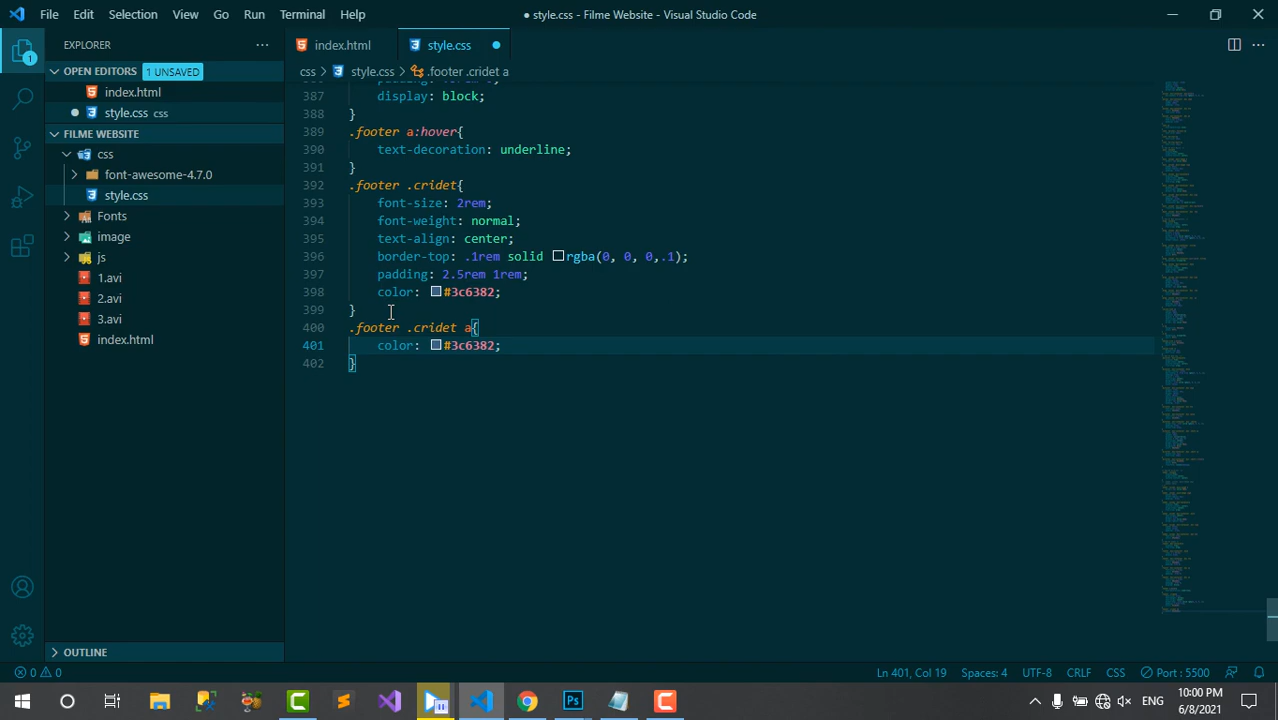 File Edit Selection View Go Run Terminal Help
● style.css - Filme Website - Visual Studio Code
EXPLORER
index.html
style.css
OPEN EDITORS 1 UNSAVED
css > style.css > .footer .cridet a
index.html
style.css css
FILME WEBSITE
css
font-awesome-4.7.0
style.css
Fonts
image
js
1.avi
2.avi
3.avi
index.html
OUTLINE
1
387 display: block;
388 }
389 .footer a:hover{
390 text-decoration: underline;
391 }
392 .footer .cridet{
393 font-size: 2rem;
394 font-weight: normal;
395 text-align: center;
396 border-top: .1rem solid rgba(0, 0, 0,.1);
397 padding: 2.5rem 1rem;
398 color: #3c6382;
399 }
400 .footer .cridet a{
401 color: #3c6382;
402 }
0 0 Ln 401, Col 19 Spaces: 4 UTF-8 CRLF CSS Port : 5500
Ps
ENG
10:00 PM
6/8/2021